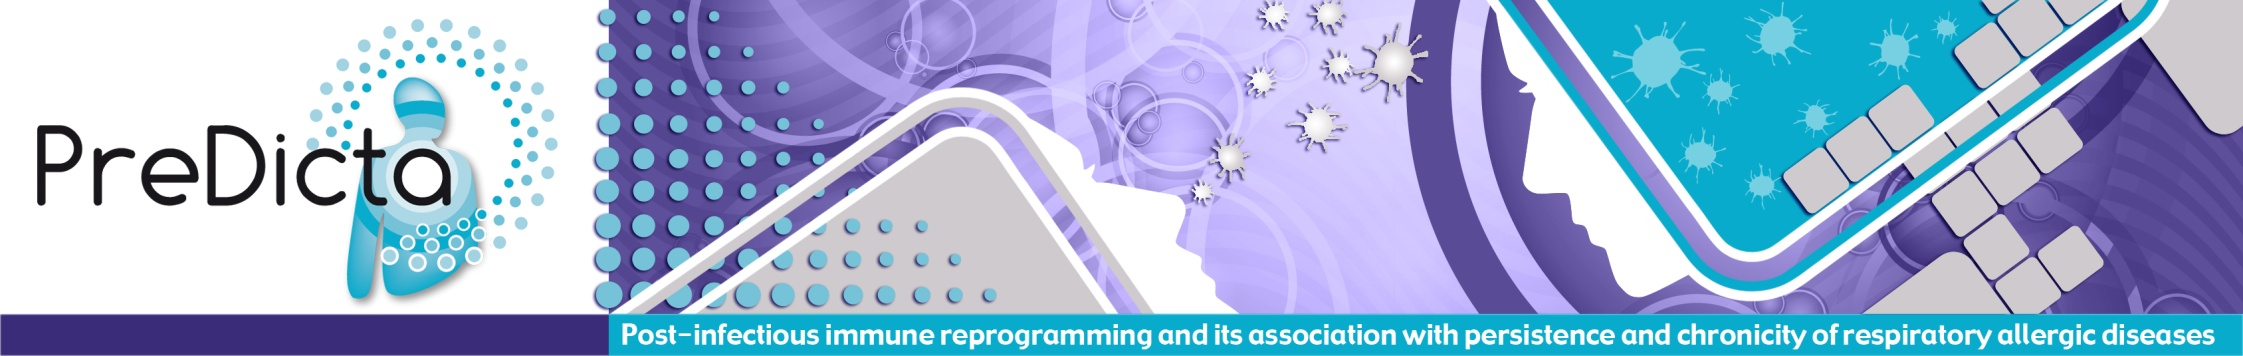 PreDicta
Post-infectious immune reprogramming and its association with persistence and chronicity of respiratory allergic diseases